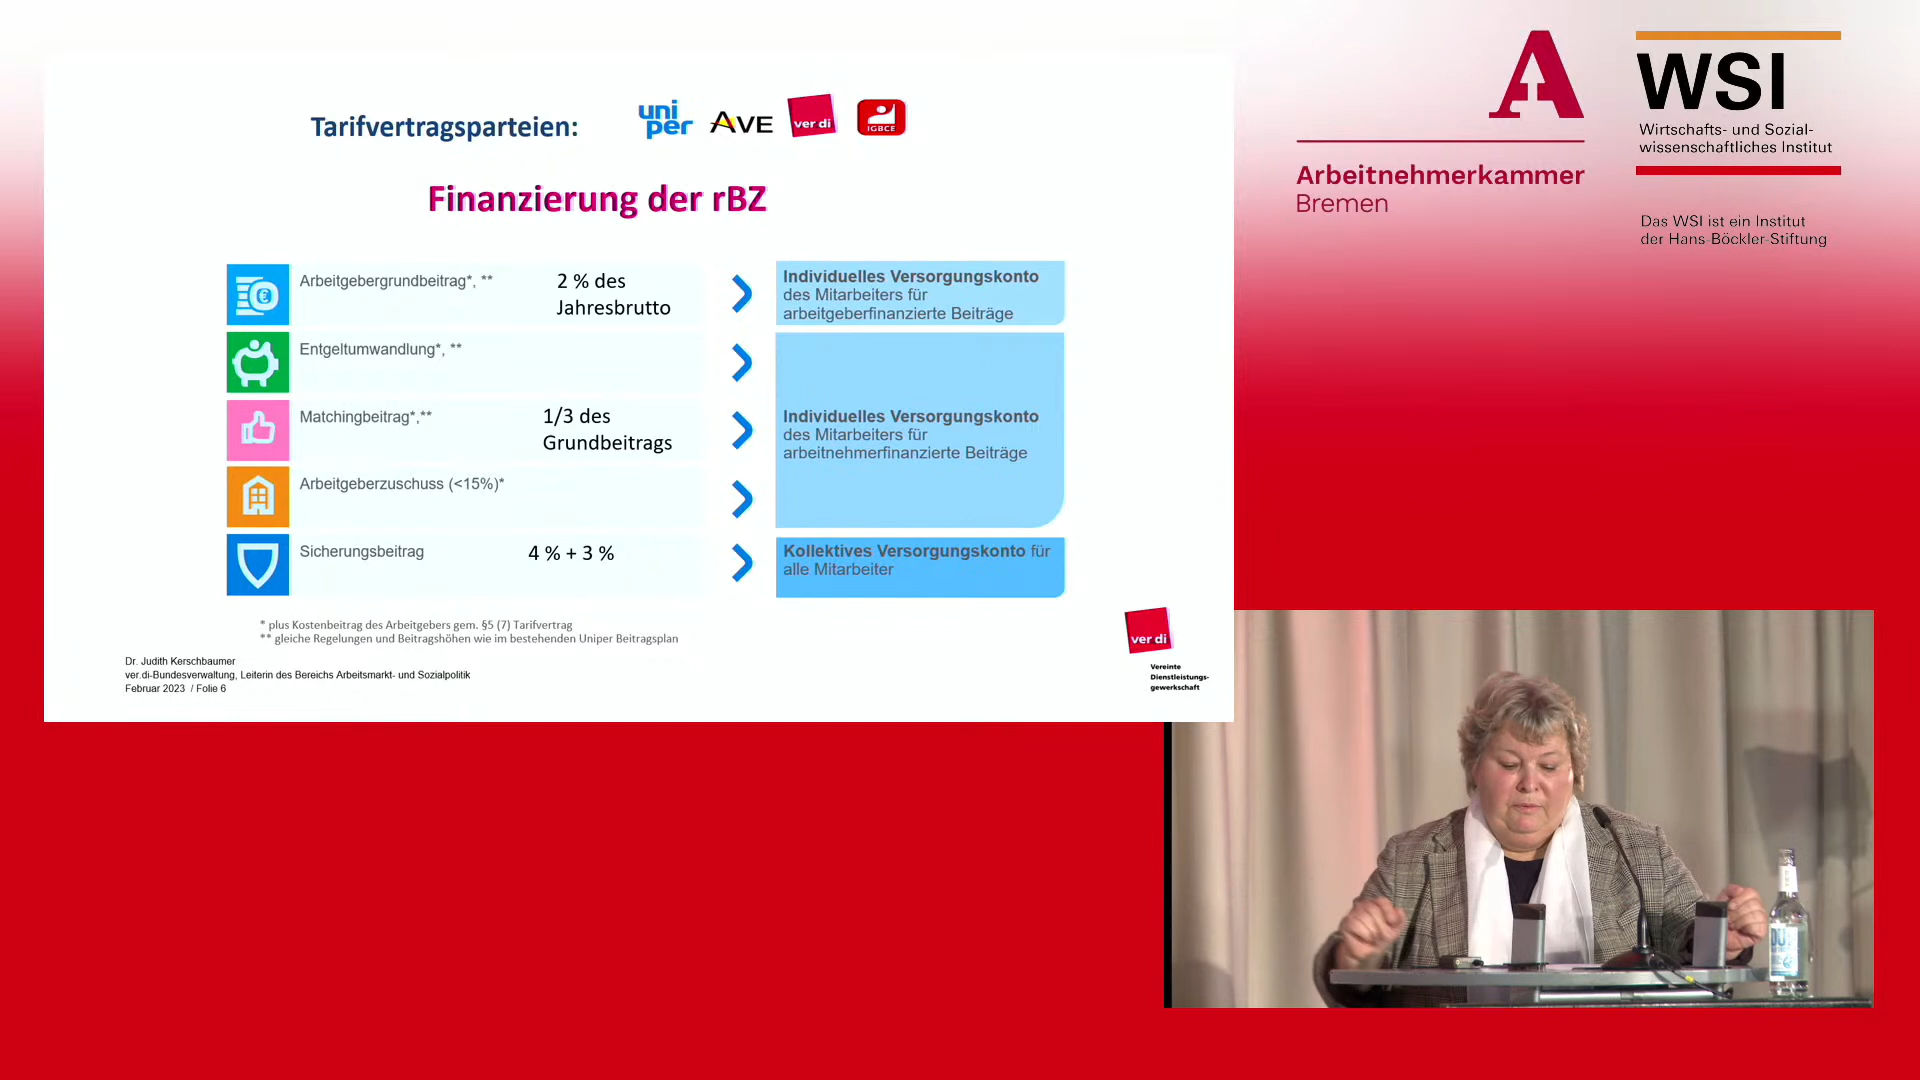 Tarifvertragsparteien:
uni
per
AVE
ver di
IGBCE
Finanzierung der rBZ
Arbeitgebergrundbeitrag*, **
2 % des
Jahresbrutto
Individuelles Versorgungskonto
des Mitarbeiters für
arbeitgeberfinanzierte Beiträge
Entgeltumwandlung*, **
Matchingbeitrag*,**
1/3 des
Grundbeitrags
Individuelles Versorgungskonto
des Mitarbeiters für
arbeitnehmerfinanzierte Beiträge
Arbeitgeberzuschuss (<15%)*
Sicherungsbeitrag
4 % + 3 %
Kollektives Versorgungskonto für
alle Mitarbeiter
* plus Kostenbeitrag des Arbeitgebers gem. §5 (7) Tarifvertrag
** gleiche Regelungen und Beitragshöhen wie im bestehenden Uniper Beitragsplan
Dr. Judith Kerschbaumer
ver.di-Bundesverwaltung, Leiterin des Bereichs Arbeitsmarkt- und Sozialpolitik
Februar 2023 / Folie 6
ver di
Vereinte
Dienstleistungs-
gewerkschaft
A
Arbeitnehmerkammer
Bremen
WSI
Wirtschafts- und Sozial-
wissenschaftliches Institut
Das WSI ist ein Institut
der Hans-Böckler-Stiftung